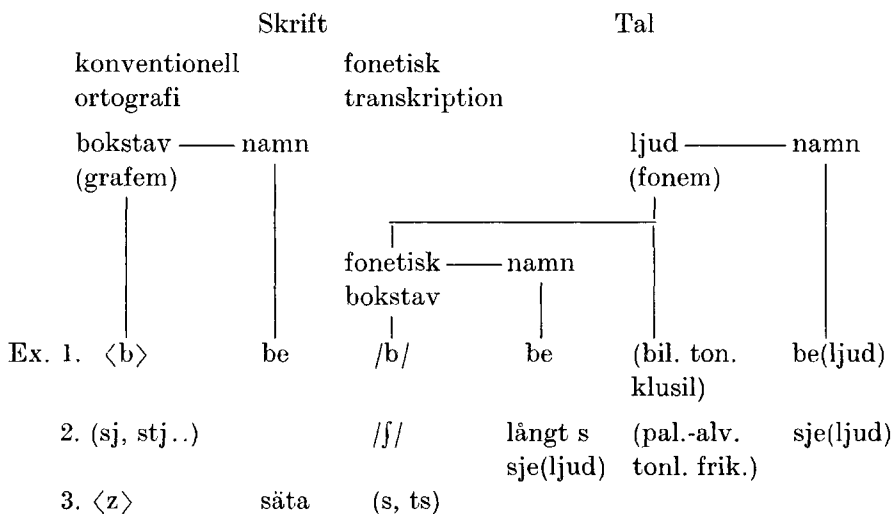 Skrift Tal
konventionell fonetisk
ortografi transkription
bokstav namn ljud namn
(grafem) (fonem)
fonetisk namn
bokstav
Ex. 1. ⟨b⟩ be /b/ be (bil. ton. be(ljud)
klusil)
2. (sj, stj..) /ʃ/ långt s (pal.-alv. sje(ljud)
sje(ljud) tonl. frik.)
3. ⟨z⟩ säta (s, ts)